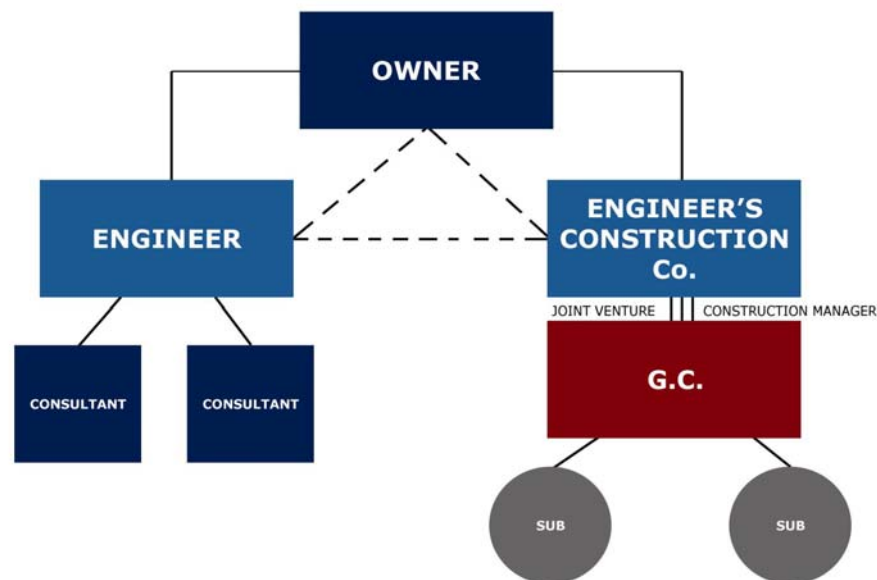 OWNER
ENGINEER
ENGINEER’S
CONSTRUCTION
Co.
JOINT VENTURE
CONSTRUCTION MANAGER
CONSULTANT
CONSULTANT
G.C.
SUB
SUB